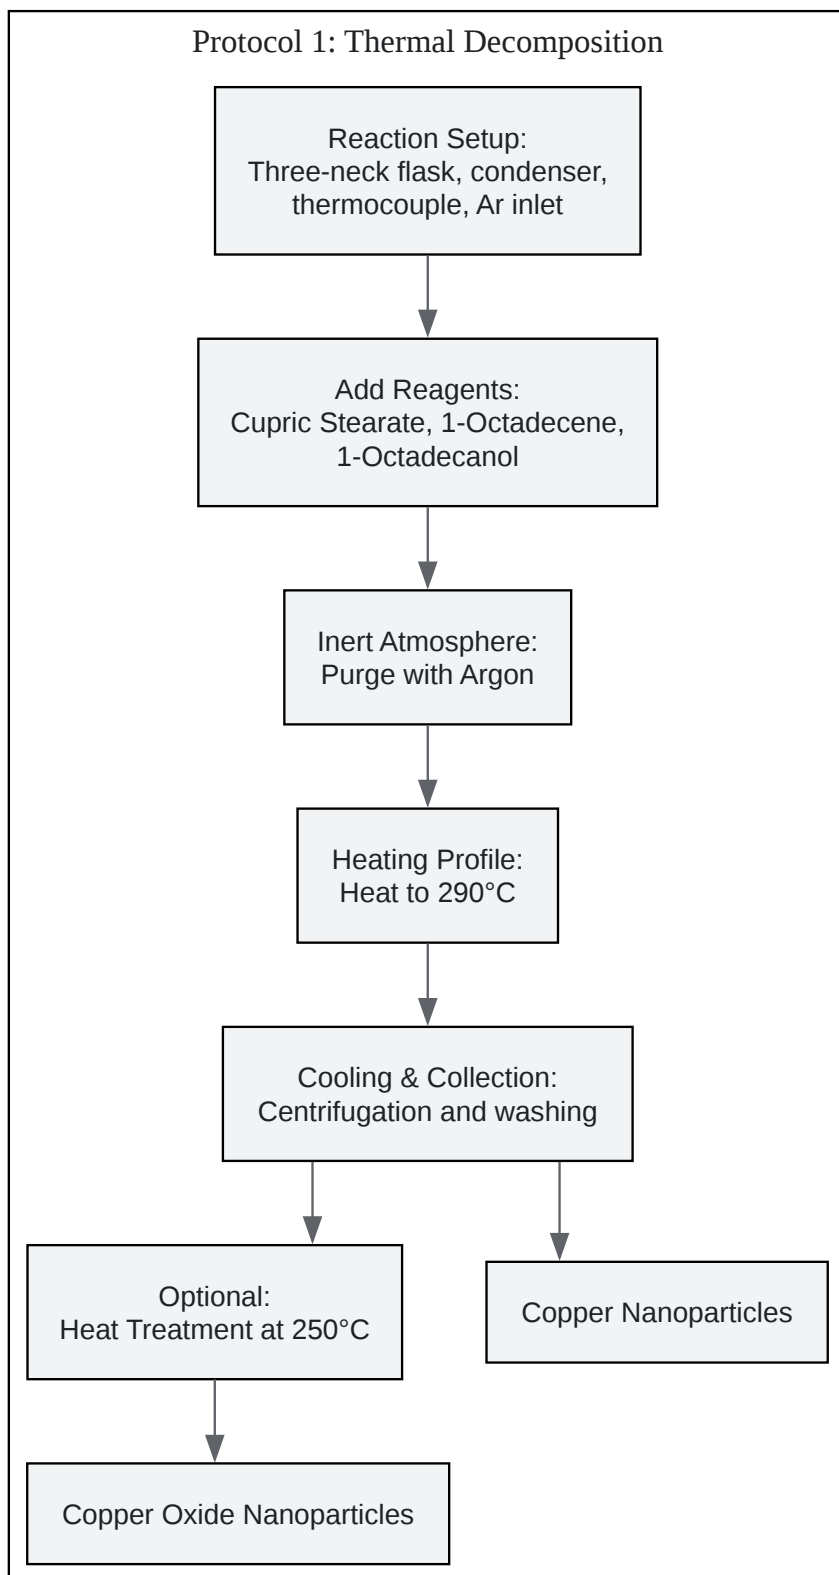 Protocol 1: Thermal Decomposition
Reaction Setup:
Three-neck flask, condenser,
thermocouple, Ar inlet
Add Reagents:
Cupric Stearate, 1-Octadecene,
1-Octadecanol
Inert Atmosphere:
Purge with Argon
Heating Profile:
Heat to 290°C
Cooling & Collection:
Centrifugation and washing
Optional:
Heat Treatment at 250°C
Copper Nanoparticles
Copper Oxide Nanoparticles